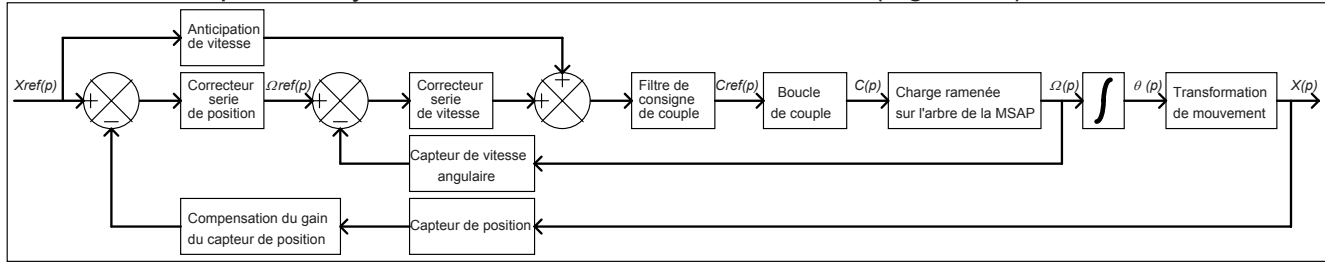 Anticipation
de vitesse
Xref(p)
+
−
Correcteur
serie
de position
Ωref(p)
+
−
Correcteur
serie
de vitesse
+
+
Filtre de
consigne
de couple
Cref(p)
Boucle
de couple
C(p)
Charge ramenée
sur l'arbre de la MSAP
Ω(p)
∫
θ (p)
Transformation
de mouvement
X(p)
Capteur de vitesse
angulaire
Compensation du gain
du capteur de position
Capteur de position